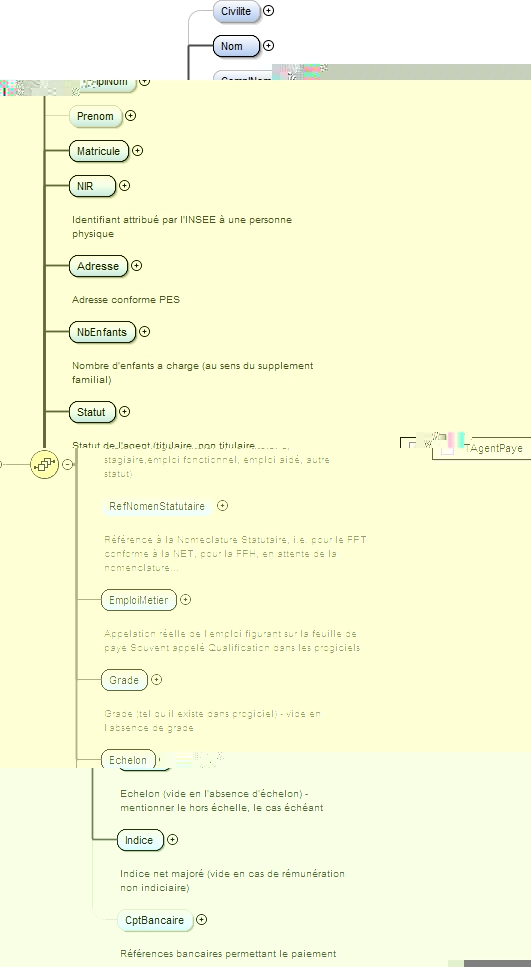 Civilite
Nom
ComplNom
Prenom
Matricule
NIR
Identifiant attribué par l'INSEE à une personne
physique
Adresse
Adresse conforme PES
NbEnfants
Nombre d'enfants a charge (au sens du supplement
familial)
Statut
Statut de l'agent (titulaire, non titulaire
TAgentPaye
stagiaire,emploi fonctionnel, emploi aidé, autre
statut)
RefNomenStatutaire
Référence à la Nomeclature Statutaire, i.e. pour le FPT
conforme à la NET, pour la FPH, en attente de la
nomenclature...
EmploiMetier
Appelation réelle de l'emploi figurant sur la feuille de
paye Souvent appelé Qualification dans les progiciels
Grade
Grade (tel qu'il existe dans progiciel) - vide en
l'absence de grade
Echelon
Echelon (vide en l'absence d'échelon) -
mentionner le hors échelle, le cas échéant
Indice
Indice net majoré (vide en cas de rémunération
non indiciaire)
CptBancaire
Références bancaires permettant le paiement